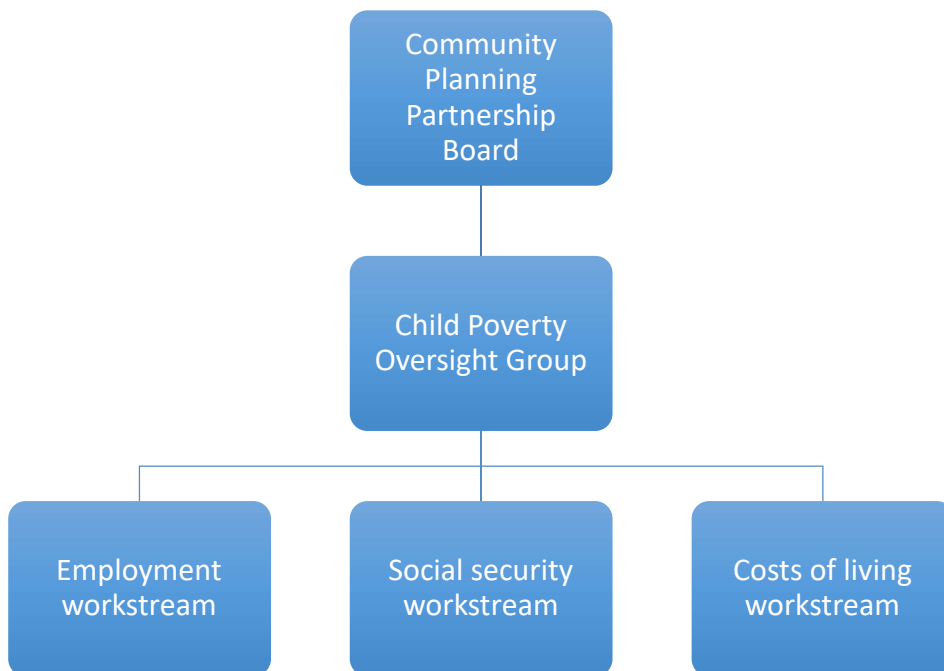 Community
Planning
Partnership
Board
Child Poverty
Oversight Group
Employment
workstream
Social security
workstream
Costs of living
workstream